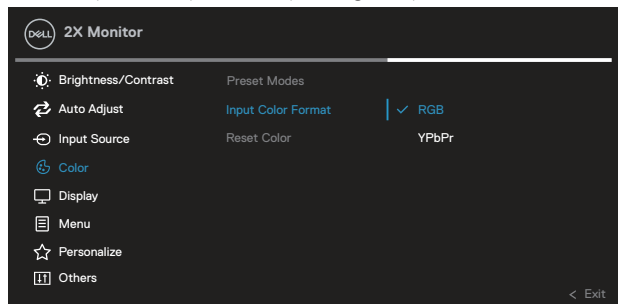 DELL 2X Monitor
Brightness/Contrast Preset Modes
Auto Adjust Input Color Format RGB
Input Source Reset Color YPbPr
Color
Display
Menu
Personalize
Others
< Exit